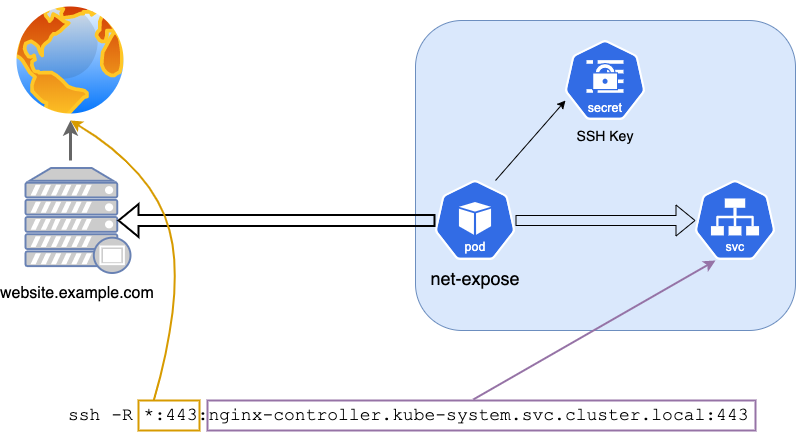 secret
SSH Key
pod
svc
net-expose
website.example.com
ssh -R *:443:nginx-controller.kube-system.svc.cluster.local:443